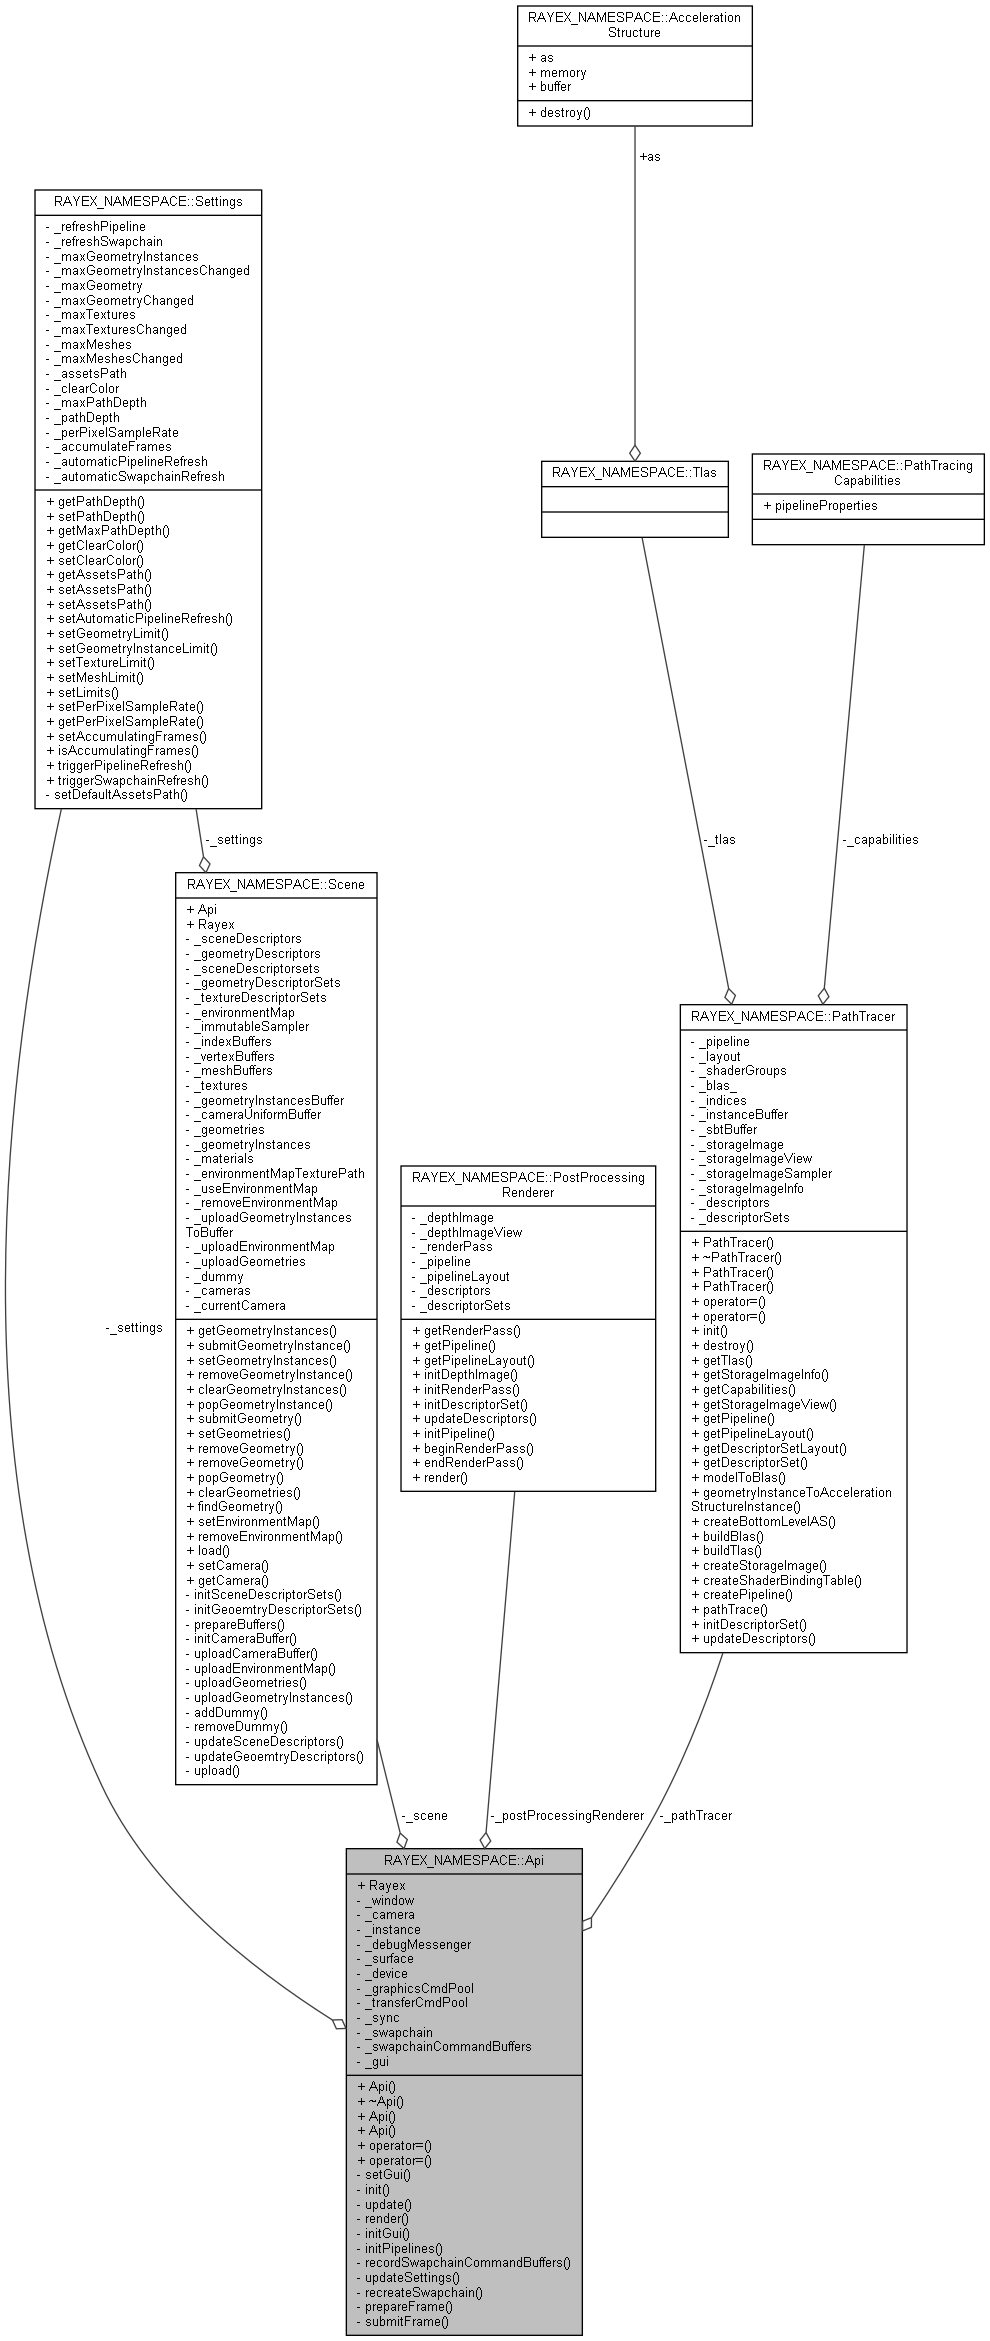 RAYEX_NAMESPACE::Acceleration
Structure
+ as
+ memory
+ buffer
+ destroy()
+as
RAYEX_NAMESPACE::Settings
- _refreshPipeline
- _refreshSwapchain
- _maxGeometryInstances
- _maxGeometryInstancesChanged
- _maxGeometry
- _maxGeometryChanged
- _maxTextures
- _maxTexturesChanged
- _maxMeshes
- _maxMeshesChanged
- _assetsPath
- _clearColor
- _maxPathDepth
- _pathDepth
- _perPixelSampleRate
- _accumulateFrames
- _automaticPipelineRefresh
- _automaticSwapchainRefresh
+ getPathDepth()
+ setPathDepth()
+ getMaxPathDepth()
+ getClearColor()
+ setClearColor()
+ getAssetsPath()
+ setAssetsPath()
+ setAssetsPath()
+ setAutomaticPipelineRefresh()
+ setGeometryLimit()
+ setGeometryInstanceLimit()
+ setTextureLimit()
+ setMeshLimit()
+ setLimits()
+ setPerPixelSampleRate()
+ getPerPixelSampleRate()
+ setAccumulatingFrames()
+ isAccumulatingFrames()
+ triggerPipelineRefresh()
+ triggerSwapchainRefresh()
- setDefaultAssetsPath()
RAYEX_NAMESPACE::Tlas
RAYEX_NAMESPACE::PathTracing
Capabilities
+ pipelineProperties
-_settings
-_tlas
-_capabilities
RAYEX_NAMESPACE::Scene
+ Api
+ Rayex
- _sceneDescriptors
- _geometryDescriptors
- _sceneDescriptorsets
- _geometryDescriptorSets
- _textureDescriptorSets
- _environmentMap
- _immutableSampler
- _indexBuffers
- _vertexBuffers
- _meshBuffers
- _textures
- _geometryInstancesBuffer
- _cameraUniformBuffer
- _geometries
- _geometryInstances
- _materials
- _environmentMapTexturePath
- _useEnvironmentMap
- _removeEnvironmentMap
- _uploadGeometryInstances
ToBuffer
- _uploadEnvironmentMap
- _uploadGeometries
- _dummy
- _cameras
- _currentCamera
+ getGeometryInstances()
+ submitGeometryInstance()
+ setGeometryInstances()
+ removeGeometryInstance()
+ clearGeometryInstances()
+ popGeometryInstance()
+ submitGeometry()
+ setGeometries()
+ removeGeometry()
+ removeGeometry()
+ popGeometry()
+ clearGeometries()
+ findGeometry()
+ setEnvironmentMap()
+ removeEnvironmentMap()
+ load()
+ setCamera()
+ getCamera()
- initSceneDescriptorSets()
- initGeoemtryDescriptorSets()
- prepareBuffers()
- initCameraBuffer()
- uploadCameraBuffer()
- uploadEnvironmentMap()
- uploadGeometries()
- uploadGeometryInstances()
- addDummy()
- removeDummy()
- updateSceneDescriptors()
- updateGeoemtryDescriptors()
- upload()
-_settings
RAYEX_NAMESPACE::PostProcessing
Renderer
- _depthImage
- _depthImageView
- _renderPass
- _pipeline
- _pipelineLayout
- _descriptors
- _descriptorSets
+ getRenderPass()
+ getPipeline()
+ getPipelineLayout()
+ initDepthImage()
+ initRenderPass()
+ initDescriptorSet()
+ updateDescriptors()
+ initPipeline()
+ beginRenderPass()
+ endRenderPass()
+ render()
RAYEX_NAMESPACE::PathTracer
- _pipeline
- _layout
- _shaderGroups
- _blas_
- _indices
- _instanceBuffer
- _sbtBuffer
- _storageImage
- _storageImageView
- _storageImageSampler
- _storageImageInfo
- _descriptors
- _descriptorSets
+ PathTracer()
+ ~PathTracer()
+ PathTracer()
+ PathTracer()
+ operator=()
+ operator=()
+ init()
+ destroy()
+ getTlas()
+ getStorageImageInfo()
+ getCapabilities()
+ getStorageImageView()
+ getPipeline()
+ getPipelineLayout()
+ getDescriptorSetLayout()
+ getDescriptorSet()
+ modelToBlas()
+ geometryInstanceToAcceleration
StructureInstance()
+ createBottomLevelAS()
+ buildBlas()
+ buildTlas()
+ createStorageImage()
+ createShaderBindingTable()
+ createPipeline()
+ pathTrace()
+ initDescriptorSet()
+ updateDescriptors()
-_scene
-_postProcessingRenderer
-_pathTracer
RAYEX_NAMESPACE::Api
+ Rayex
- _window
- _camera
- _instance
- _debugMessenger
- _surface
- _device
- _graphicsCmdPool
- _transferCmdPool
- _sync
- _swapchain
- _swapchainCommandBuffers
- _gui
+ Api()
+ ~Api()
+ Api()
+ Api()
+ operator=()
+ operator=()
- setGui()
- init()
- update()
- render()
- initGui()
- initPipelines()
- recordSwapchainCommandBuffers()
- updateSettings()
- recreateSwapchain()
- prepareFrame()
- submitFrame()